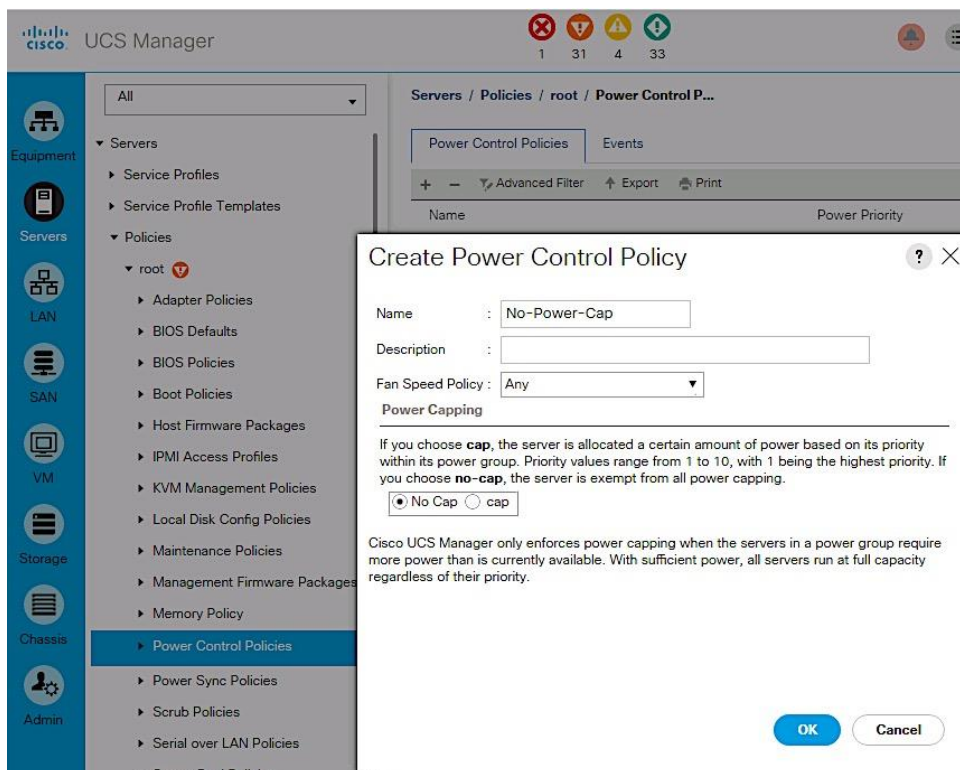 cisco. UCS Manager
1 31 4 33
All
Servers / Policies / root / Power Control P...
Equipment
Servers
LAN
SAN
VM
Storage
Chassis
Admin
Servers
Service Profiles
Service Profile Templates
Policies
root
Adapter Policies
BIOS Defaults
BIOS Policies
Boot Policies
Host Firmware Packages
IPMI Access Profiles
KVM Management Policies
Local Disk Config Policies
Maintenance Policies
Management Firmware Packages
Memory Policy
Power Control Policies
Power Sync Policies
Scrub Policies
Serial over LAN Policies
Power Control Policies Events
+ − Advanced Filter Export Print
Name Power Priority
Create Power Control Policy ?
Name : No-Power-Cap
Description :
Fan Speed Policy : Any
Power Capping
If you choose cap, the server is allocated a certain amount of power based on its priority
within its power group. Priority values range from 1 to 10, with 1 being the highest priority. If
you choose no-cap, the server is exempt from all power capping.
No Cap cap
Cisco UCS Manager only enforces power capping when the servers in a power group require
more power than is currently available. With sufficient power, all servers run at full capacity
regardless of their priority.
OK Cancel